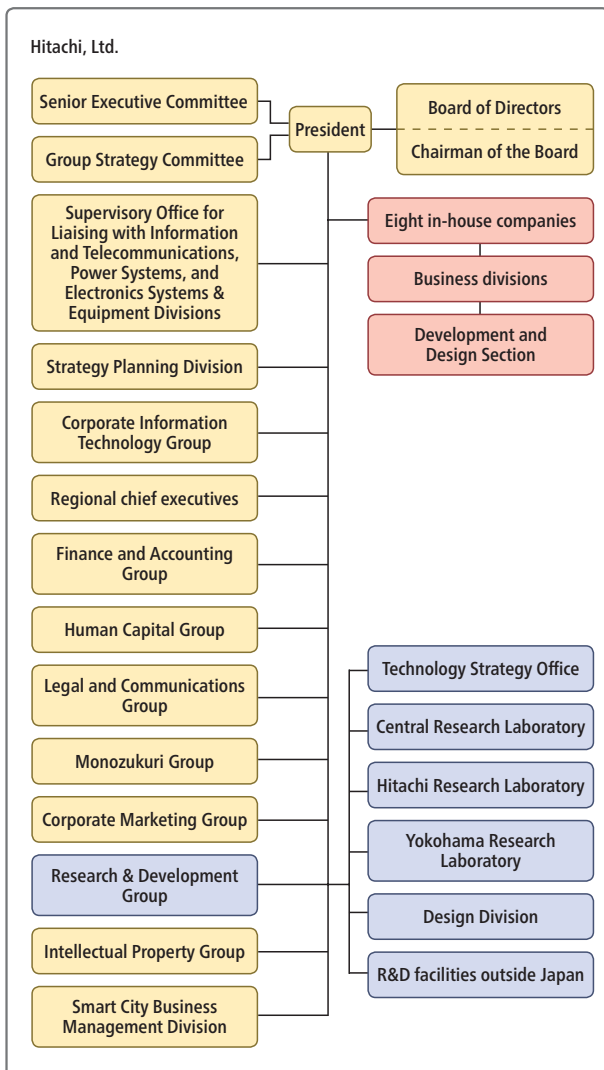 Hitachi, Ltd.
Senior Executive Committee
Group Strategy Committee
President
Board of Directors
Chairman of the Board
Supervisory Office for
Liaising with Information
and Telecommunications,
Power Systems, and
Electronics Systems &
Equipment Divisions
Strategy Planning Division
Corporate Information
Technology Group
Regional chief executives
Finance and Accounting
Group
Human Capital Group
Legal and Communications
Group
Monozukuri Group
Corporate Marketing Group
Research & Development
Group
Intellectual Property Group
Smart City Business
Management Division
Eight in-house companies
Business divisions
Development and
Design Section
Technology Strategy Office
Central Research Laboratory
Hitachi Research Laboratory
Yokohama Research
Laboratory
Design Division
R&D facilities outside Japan